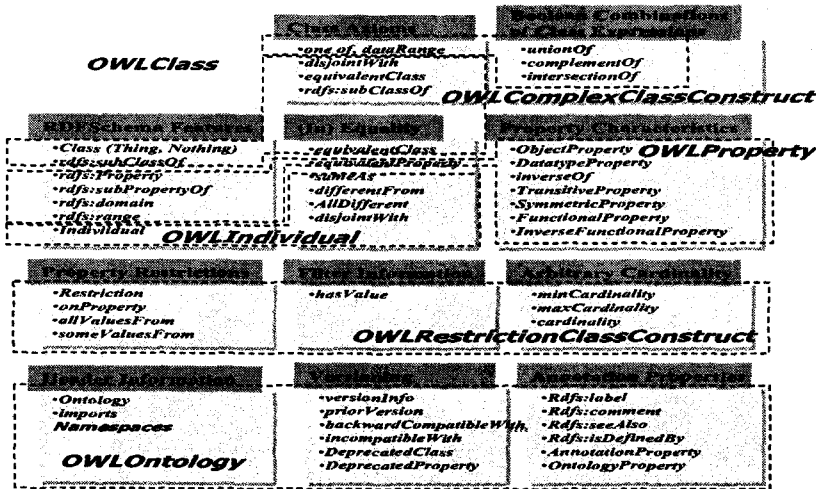 Class Axioms
•one of, dataRange
•disjointWith
•equivalentClass
•rdfs:subClassOf
Boolean Combinations
of Class Expressions
•unionOf
•complementOf
•intersectionOf
OWLClass
OWLComplexClassConstruct
RDFSchema Features
•Class (Thing, Nothing)
•rdfs:subClassOf
•rdfs:Property
•rdfs:subPropertyOf
•rdfs:domain
•rdfs:range
•Individual
OWLIndividual
(In) Equality
•equivalentClass
•equivalentProperty
•sameAs
•differentFrom
•AllDifferent
•disjointWith
Property Characteristics
•ObjectProperty
•DatatypeProperty
•inverseOf
•TransitiveProperty
•SymmetricProperty
•FunctionalProperty
•InverseFunctionalProperty
OWLProperty
Property Restrictions
•Restriction
•onProperty
•allValuesFrom
•someValuesFrom
Filter Information
•hasValue
Arbitrary Cardinality
•minCardinality
•maxCardinality
•cardinality
OWLRestrictionClassConstruct
Header Information
•Ontology
•imports
Namespaces
OWLOntology
Versioning
•versionInfo
•priorVersion
•backwardCompatibleWith
•incompatibleWith
•DeprecatedClass
•DeprecatedProperty
Annotation Properties
•Rdfs:label
•Rdfs:comment
•Rdfs:seeAlso
•Rdfs:isDefinedBy
•AnnotationProperty
•OntologyProperty